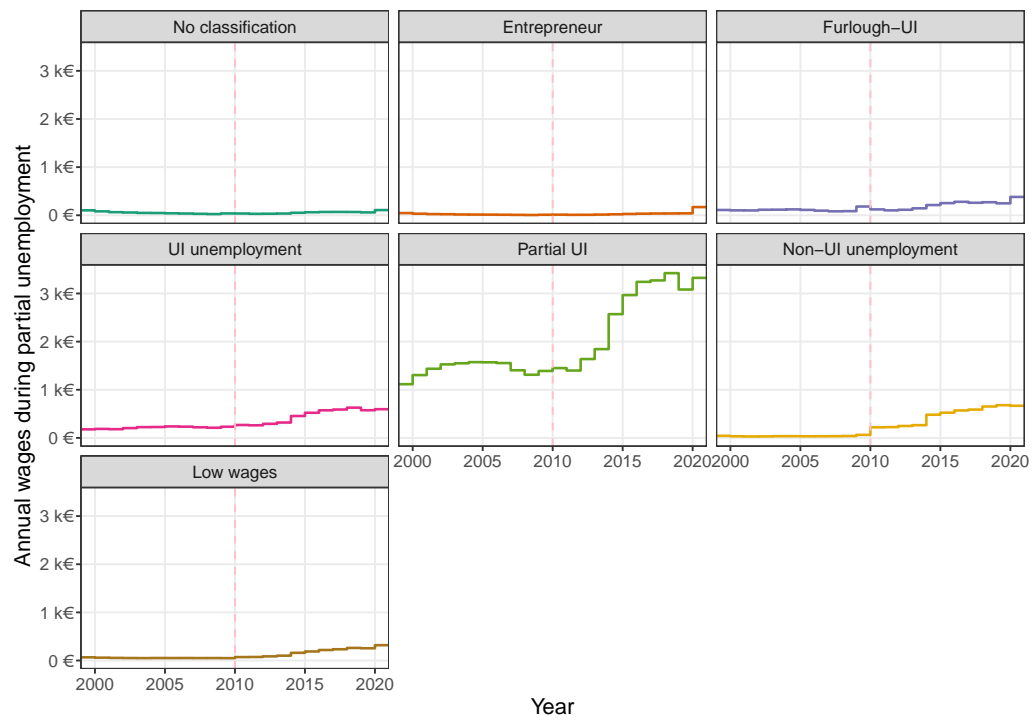 No classification
Entrepreneur
Furlough−UI
3 k€
2 k€
1 k€
0 €
UI unemployment
Partial UI
Non−UI unemployment
3 k€
2 k€
1 k€
0 €
2000 2005 2010 2015 2020
2000 2005 2010 2015 2020
Low wages
3 k€
2 k€
1 k€
0 €
2000 2005 2010 2015 2020
Year
Annual wages during partial unemployment